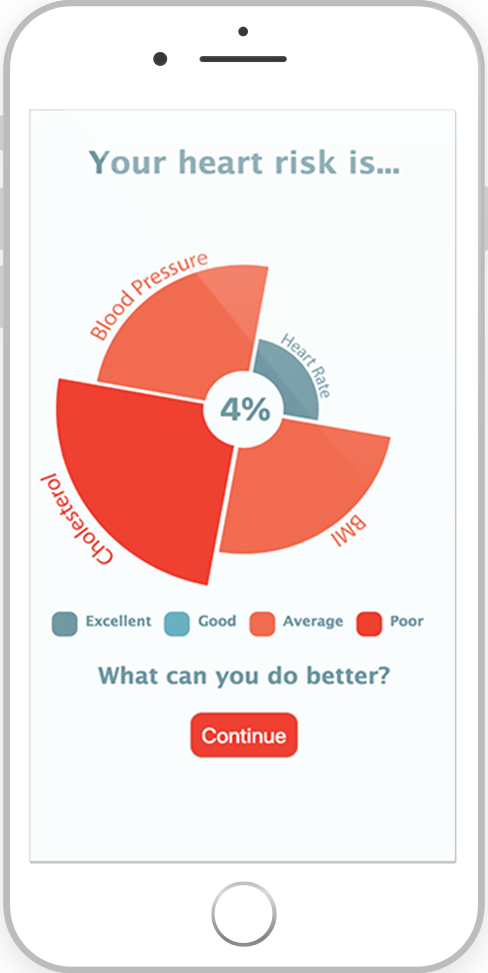 Your heart risk is...
Blood Pressure
Heart Rate
4%
Cholesterol
BMI
Excellent Good Average Poor
What can you do better?
Continue